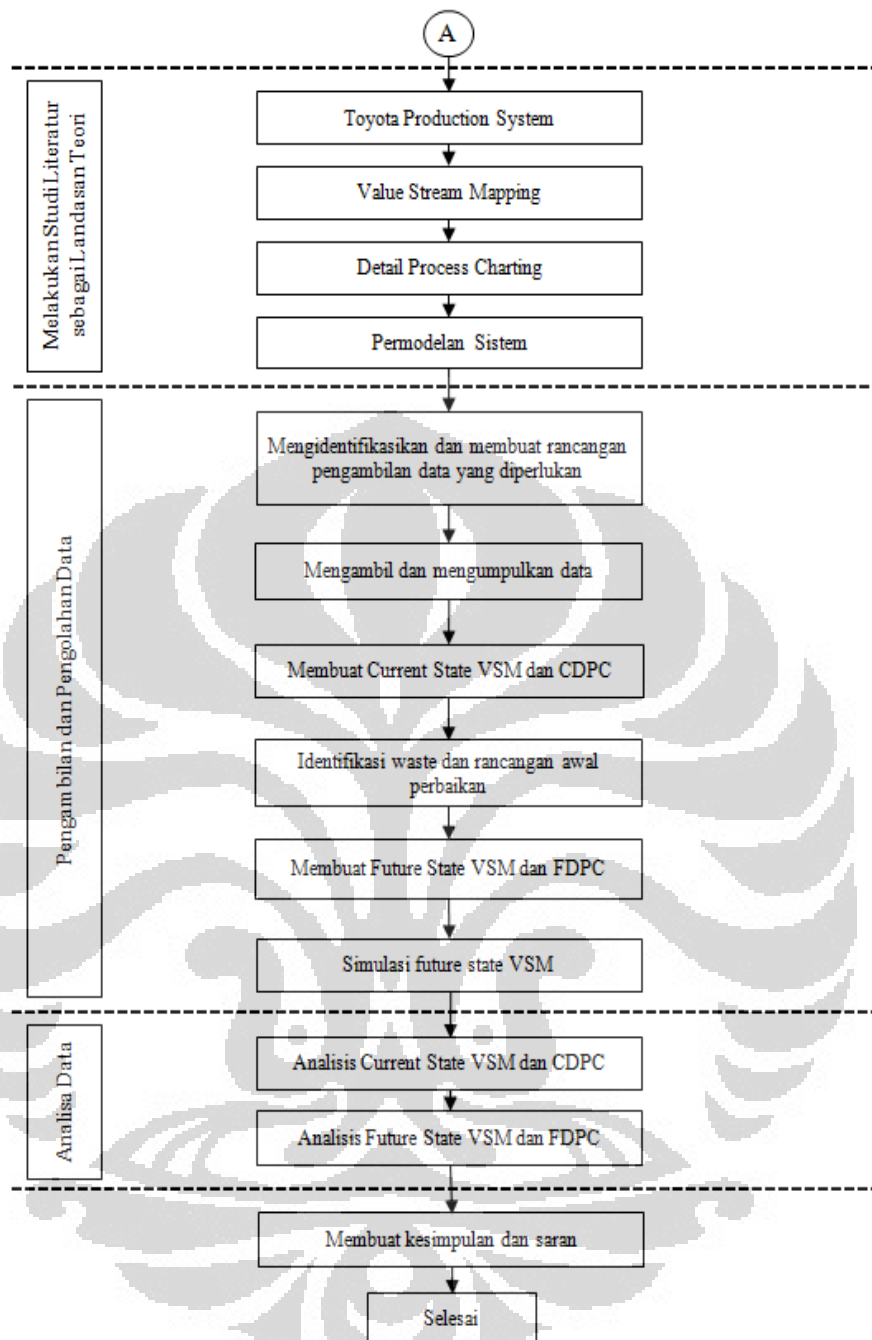 A
Melakukan Studi Literatur
sebagai Landasan Teori
Toyota Production System
Value Stream Mapping
Detail Process Charting
Permodelan Sistem
Pengambilan dan Pengolahan Data
Mengidentifikasikan dan membuat rancangan
pengambilan data yang diperlukan
Mengambil dan mengumpulkan data
Membuat Current State VSM dan CDPC
Identifikasi waste dan rancangan awal
perbaikan
Membuat Future State VSM dan FDPC
Simulasi future state VSM
Analisa Data
Analisis Current State VSM dan CDPC
Analisis Future State VSM dan FDPC
Membuat kesimpulan dan saran
Selesai